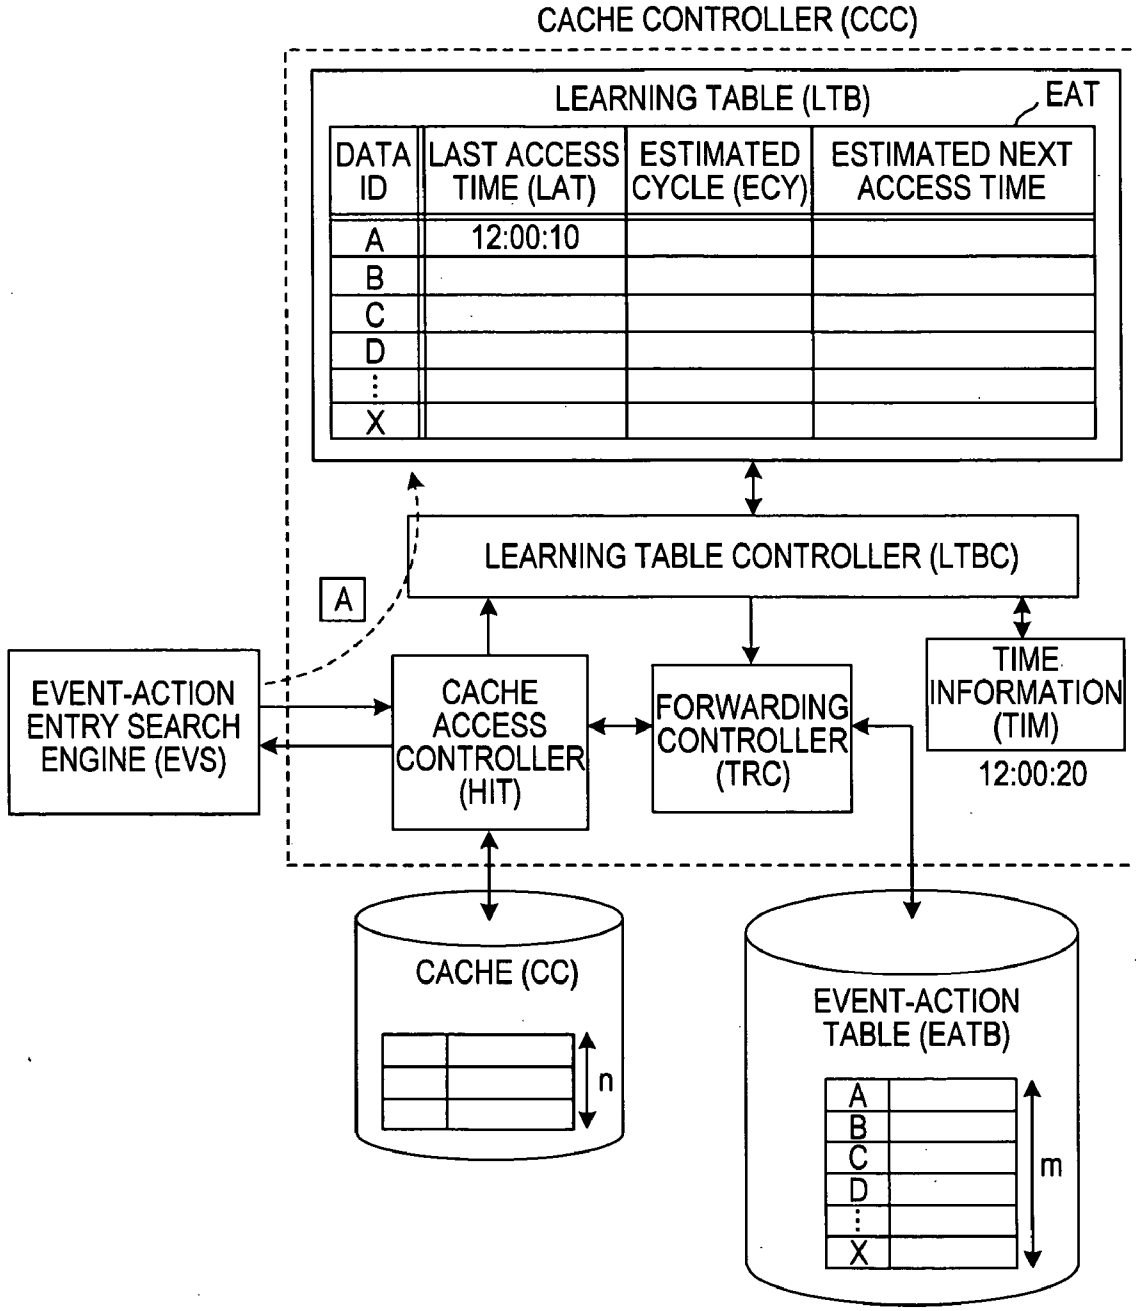 CACHE CONTROLLER (CCC)
LEARNING TABLE (LTB)
EAT
DATA ID
LAST ACCESS TIME (LAT)
ESTIMATED CYCLE (ECY)
ESTIMATED NEXT ACCESS TIME
A
12:00:10
B
C
D
⋮
X
LEARNING TABLE CONTROLLER (LTBC)
A
EVENT-ACTION
ENTRY SEARCH
ENGINE (EVS)
CACHE
ACCESS
CONTROLLER
(HIT)
FORWARDING
CONTROLLER
(TRC)
TIME
INFORMATION
(TIM)
12:00:20
CACHE (CC)
n
EVENT-ACTION
TABLE (EATB)
A
B
C
D
⋮
X
m